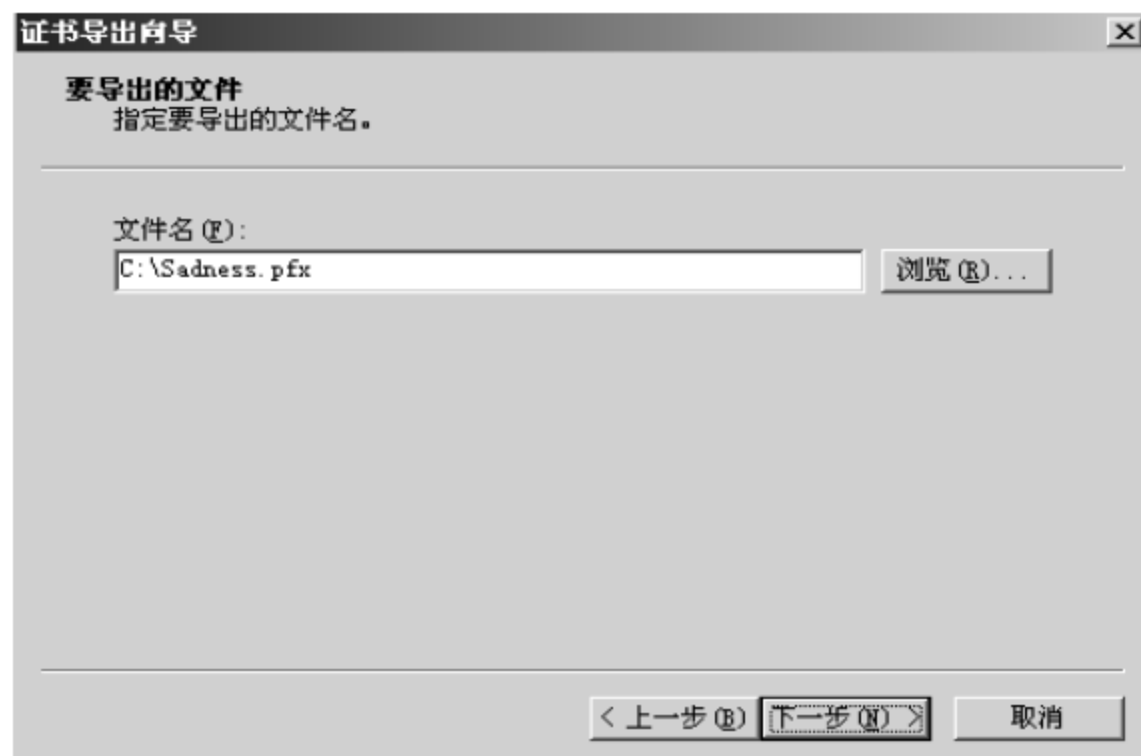 证书导出向导
要导出的文件
指定要导出的文件名。
文件名(F):
C:\Sadness.pfx
浏览(R)...
< 上一步(B)
下一步(N) >
取消